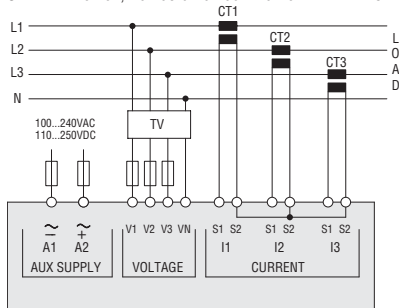 CT1
L1
CT2
L2
CT3
L3
N
L
O
A
D
TV
100...240VAC
110...250VDC
V1 V2 V3 VN
S1 S2 S1 S2 S1 S2
A1 A2
I1 I2 I3
AUX SUPPLY VOLTAGE CURRENT